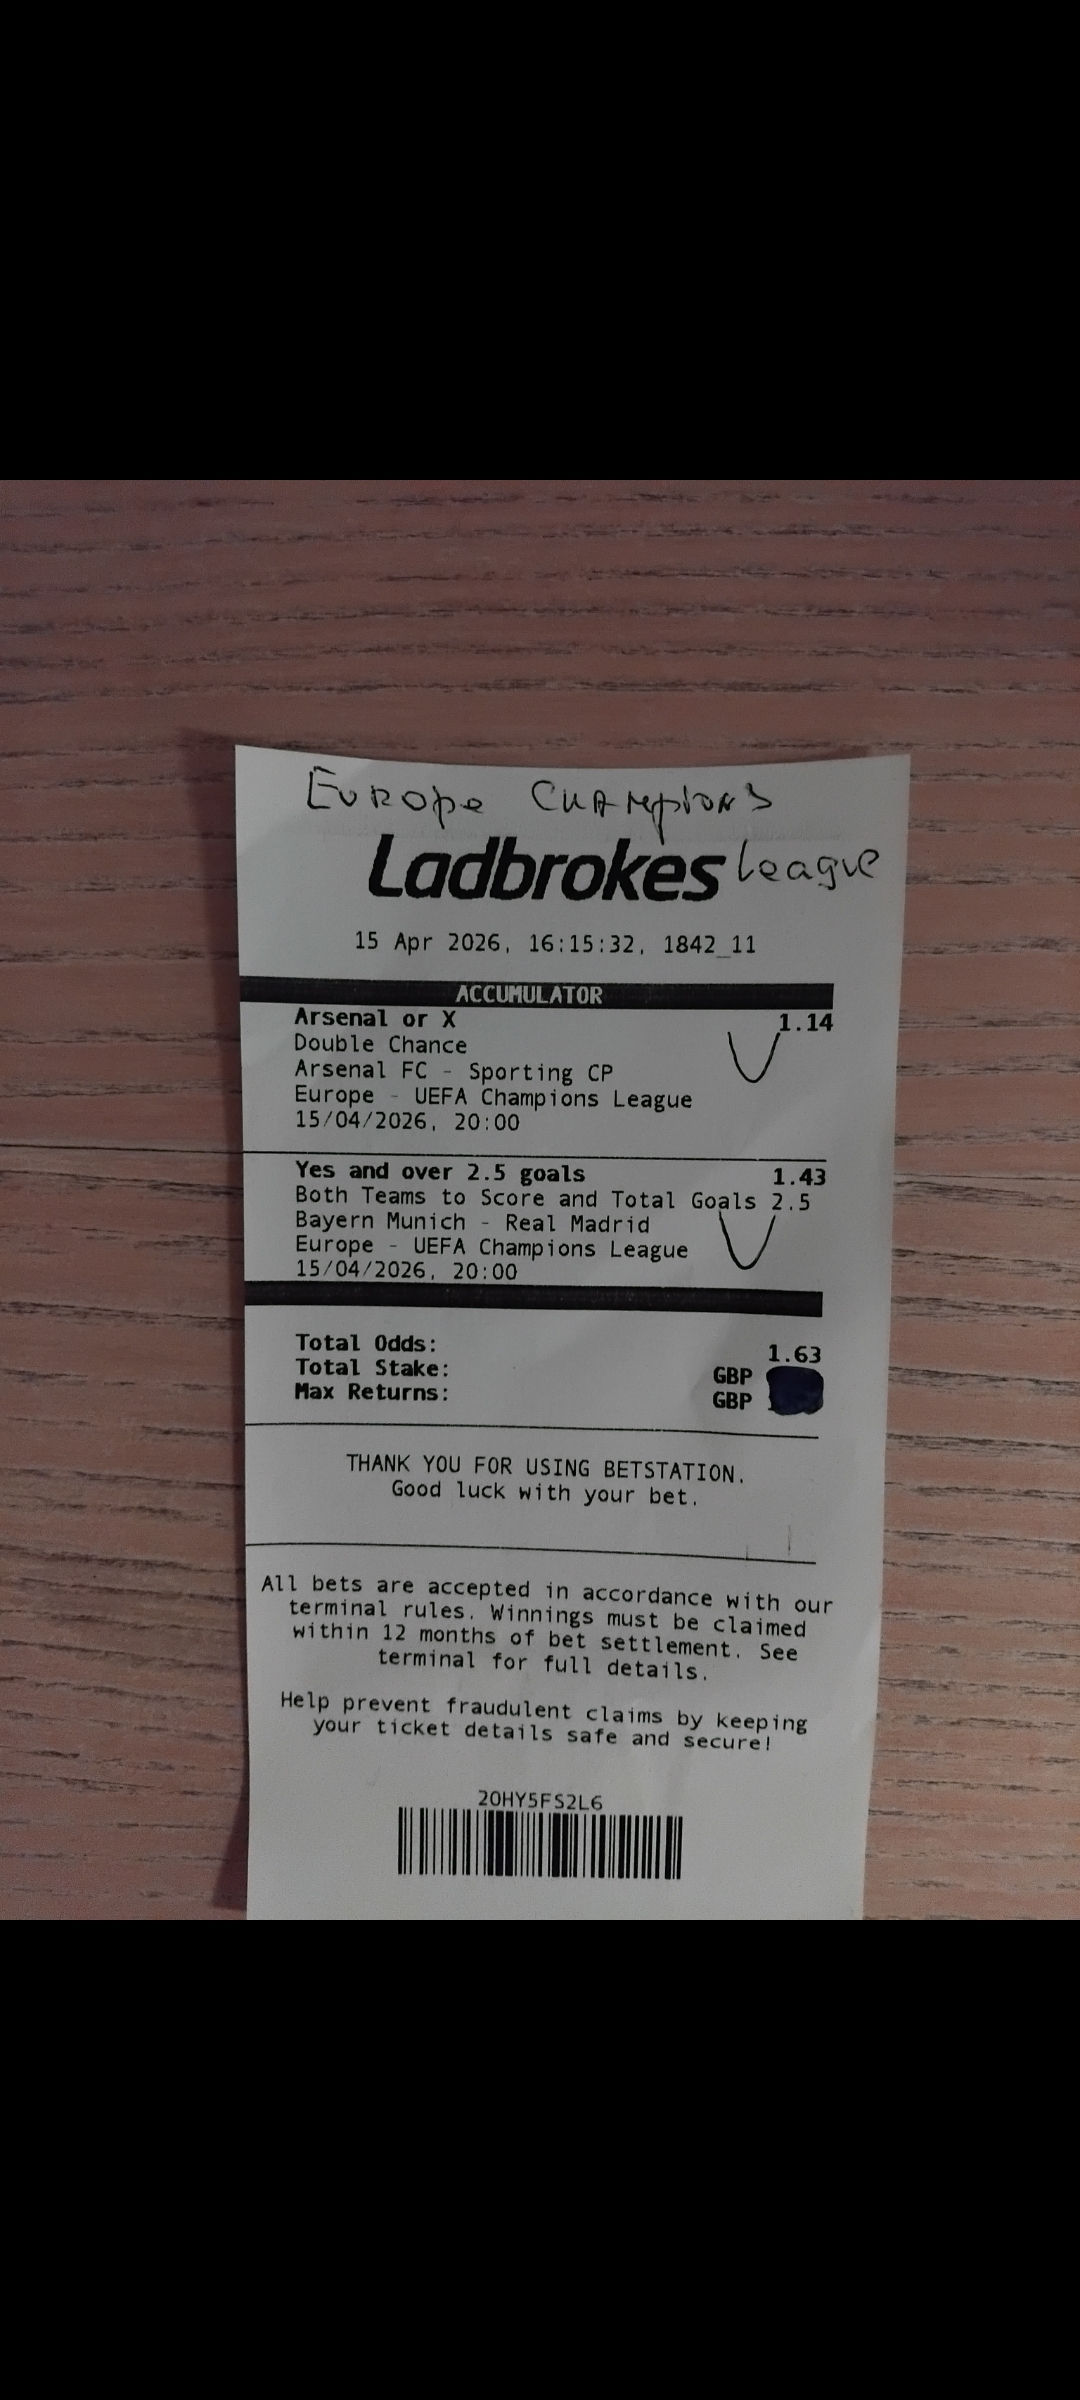 Europe Champions
Ladbrokes League
15 Apr 2026, 16:15:32, 1842_11
ACCUMULATOR
Arsenal or X 1.14
Double Chance
Arsenal FC - Sporting CP
Europe - UEFA Champions League
15/04/2026, 20:00
Yes and over 2.5 goals 1.43
Both Teams to Score and Total Goals 2.5
Bayern Munich - Real Madrid
Europe - UEFA Champions League
15/04/2026, 20:00
Total Odds: 1.63
Total Stake: GBP
Max Returns: GBP
THANK YOU FOR USING BETSTATION.
Good luck with your bet.
All bets are accepted in accordance with our
terminal rules. Winnings must be claimed
within 12 months of bet settlement. See
terminal for full details.
Help prevent fraudulent claims by keeping
your ticket details safe and secure!
20HY5FS2L6